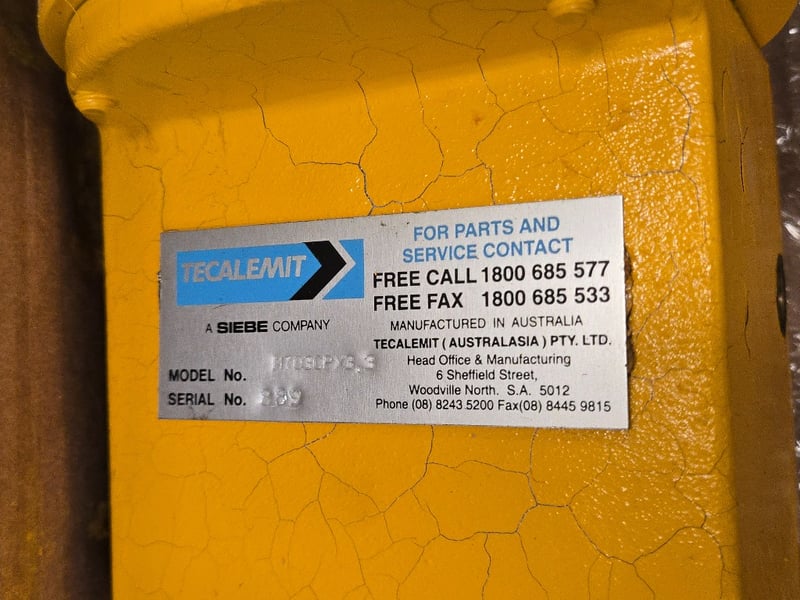 TECALEMIT
A SIEBE COMPANY
MODEL No.
SERIAL No.
FOR PARTS AND
SERVICE CONTACT
FREE CALL 1800 685 577
FREE FAX 1800 685 533
MANUFACTURED IN AUSTRALIA
TECALEMIT ( AUSTRALASIA ) PTY. LTD.
Head Office & Manufacturing
6 Sheffield Street,
Woodville North. S.A. 5012
Phone (08) 8243 5200 Fax(08) 8445 9815